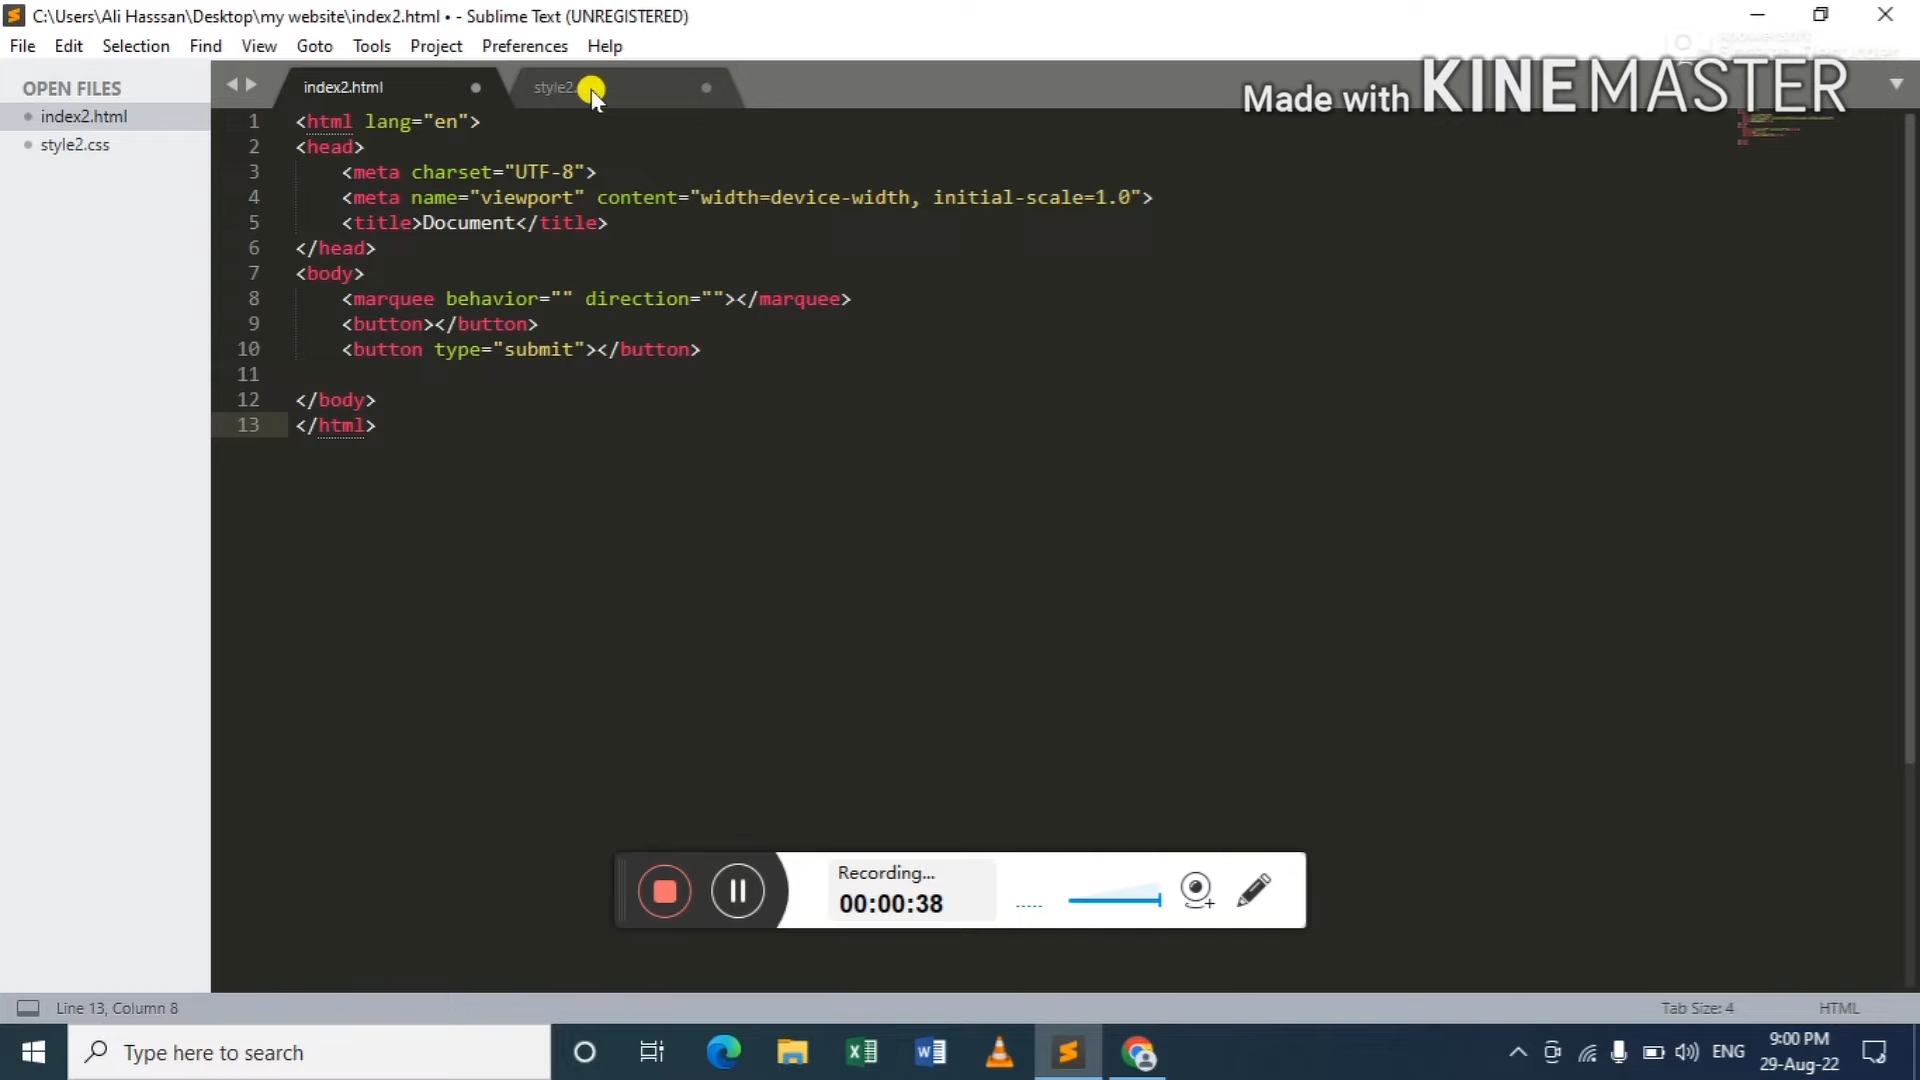 C:\Users\Ali Hasssan\Desktop\my website\index2.html • - Sublime Text (UNREGISTERED)
File Edit Selection Find View Goto Tools Project Preferences Help
Made with KINEMASTER
OPEN FILES
index2.html
style2.css
index2.html
style2.
1 <html lang="en">
2 <head>
3 <meta charset="UTF-8">
4 <meta name="viewport" content="width=device-width, initial-scale=1.0">
5 <title>Document</title>
6 </head>
7 <body>
8 <marquee behavior="" direction=""></marquee>
9 <button></button>
10 <button type="submit"></button>
11
12 </body>
13 </html>
Recording...
00:00:38
Line 13, Column 8
Tab Size: 4
HTML
Type here to search
ENG
9:00 PM
29-Aug-22